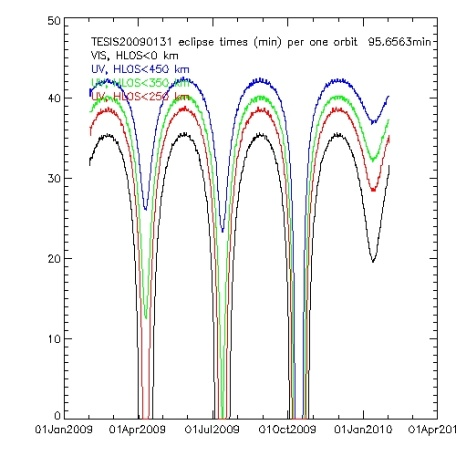 50
TESIS20090131 eclipse times (min) per one orbit 95.6563min
VIS, HLOS<0 km
UV, HLOS<450 km
UV, HLOS<350 km
UV, HLOS<250 km
40
30
20
10
0
01Jan2009 01Apr2009 01Jul2009 01Oct2009 01Jan2010 01Apr201